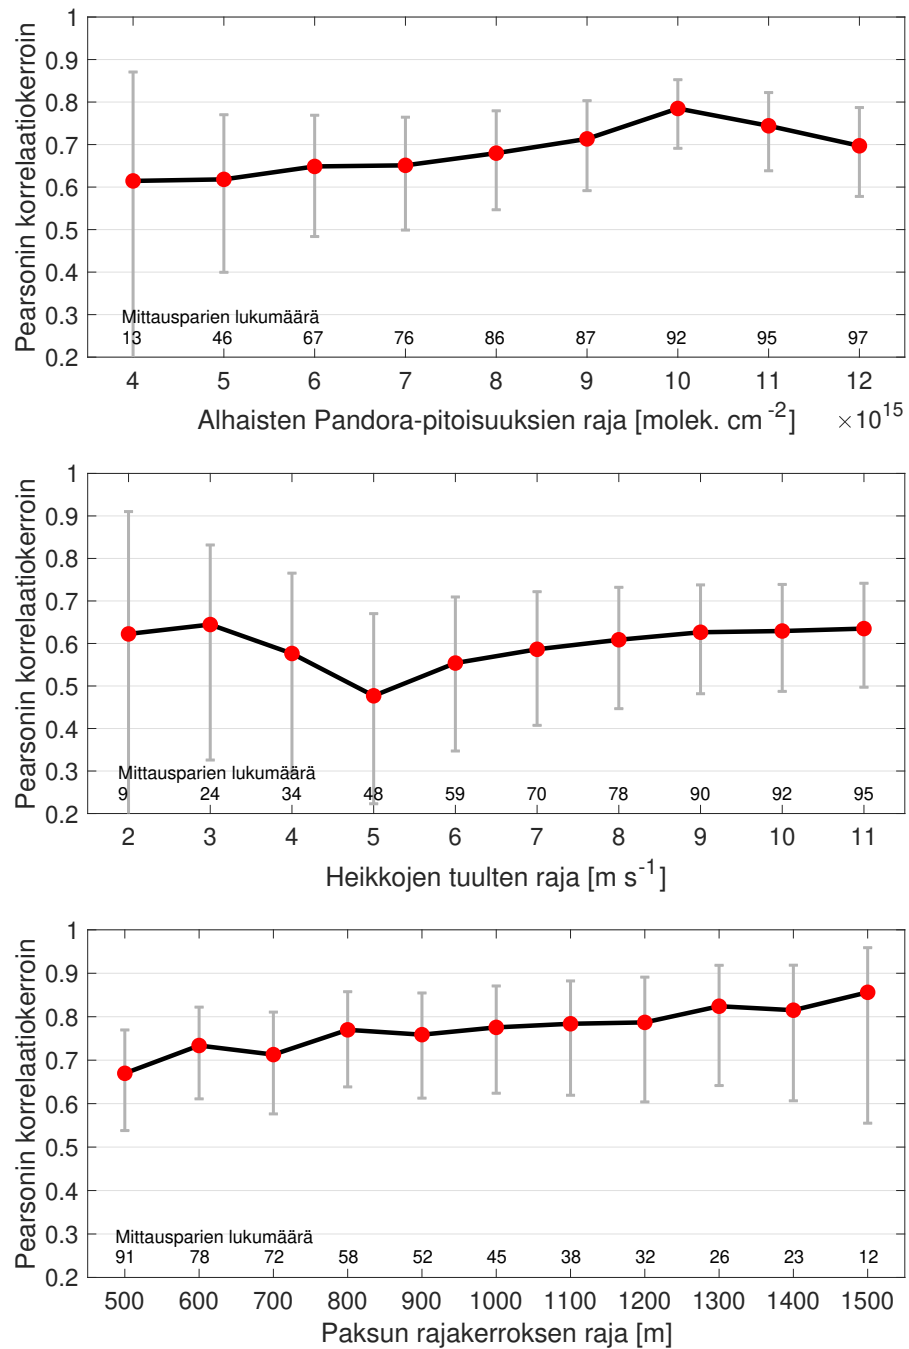 Pearsonin korrelaatiokerroin
1
0.9
0.8
0.7
0.6
0.5
0.4
0.3
0.2
Mittausparien lukumäärä
13 46 67 76 86 87 92 95 97
4 5 6 7 8 9 10 11 12
Alhaisten Pandora-pitoisuuksien raja [molek. cm⁻²] ×10¹⁵
Pearsonin korrelaatiokerroin
1
0.9
0.8
0.7
0.6
0.5
0.4
0.3
0.2
Mittausparien lukumäärä
9 24 34 48 59 70 78 90 92 95
2 3 4 5 6 7 8 9 10 11
Heikkojen tuulten raja [m s⁻¹]
Pearsonin korrelaatiokerroin
1
0.9
0.8
0.7
0.6
0.5
0.4
0.3
0.2
Mittausparien lukumäärä
91 78 72 58 52 45 38 32 26 23 12
500 600 700 800 900 1000 1100 1200 1300 1400 1500
Paksun rajakerroksen raja [m]